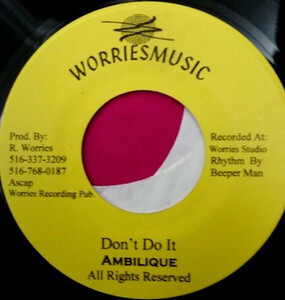 WORRIESMUSIC
Prod. By:
R. Worries
516-337-3209
516-768-0187
Ascap
Worries Recording Pub.
Recorded At:
Worries Studio
Rhythm By
Beeper Man
Don't Do It
AMBILIQUE
All Rights Reserved